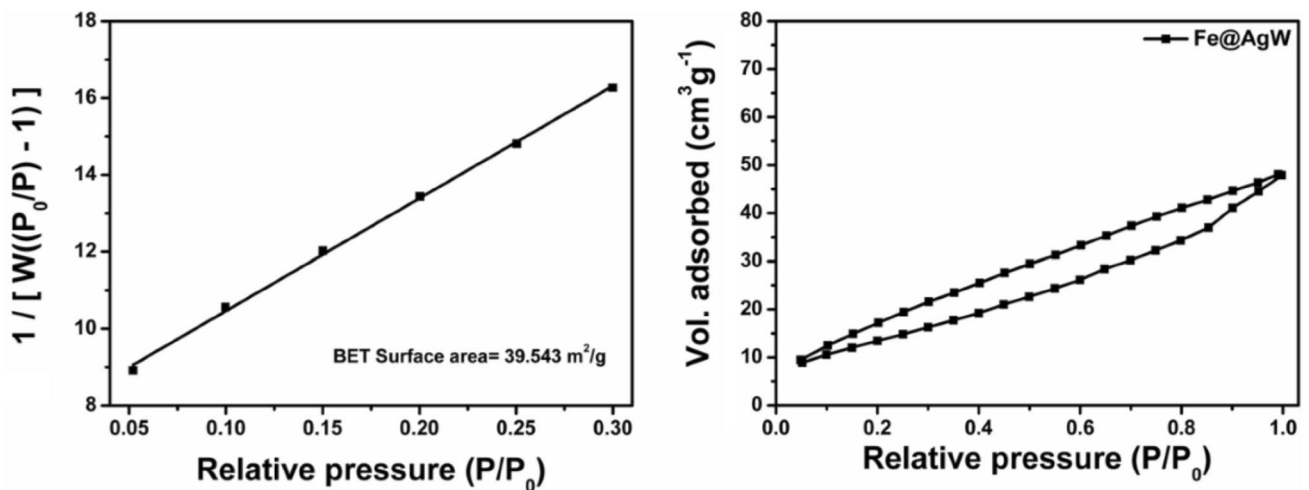 18
16
14
12
10
8
1 / [ W((P₀/P) - 1) ]
BET Surface area= 39.543 m²/g
0.05 0.10 0.15 0.20 0.25 0.30
Relative pressure (P/P₀)
80
70
60
50
40
30
20
10
0
Vol. adsorbed (cm³g⁻¹)
Fe@AgW
0.0 0.2 0.4 0.6 0.8 1.0
Relative pressure (P/P₀)